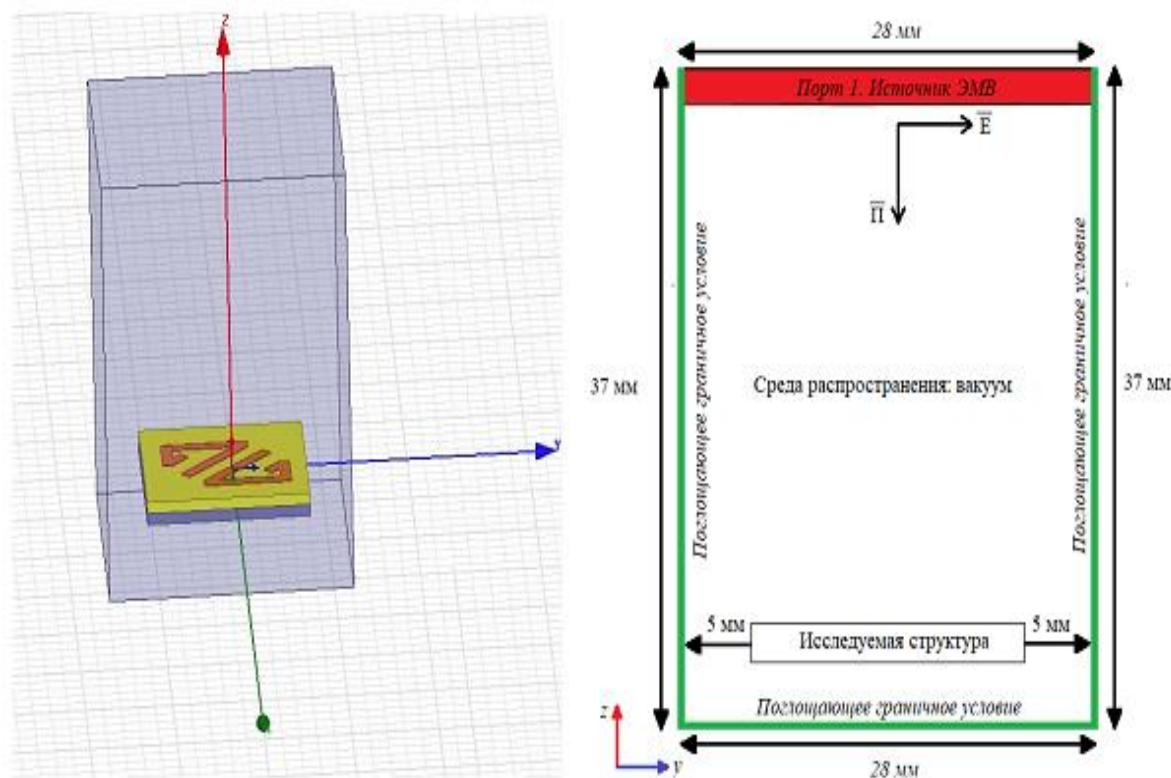 z
y
28 мм
Порт 1. Источник ЭМВ
E
П
Поглощающее граничное условие
Поглощающее граничное условие
37 мм
Среда распространения: вакуум
37 мм
5 мм
Исследуемая структура
5 мм
Поглощающее граничное условие
z
y
28 мм